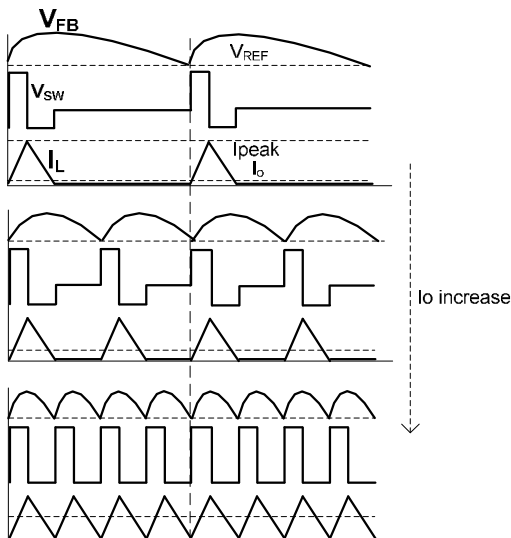 VFB
VREF
VSW
IL
Ipeak
Io
Io increase